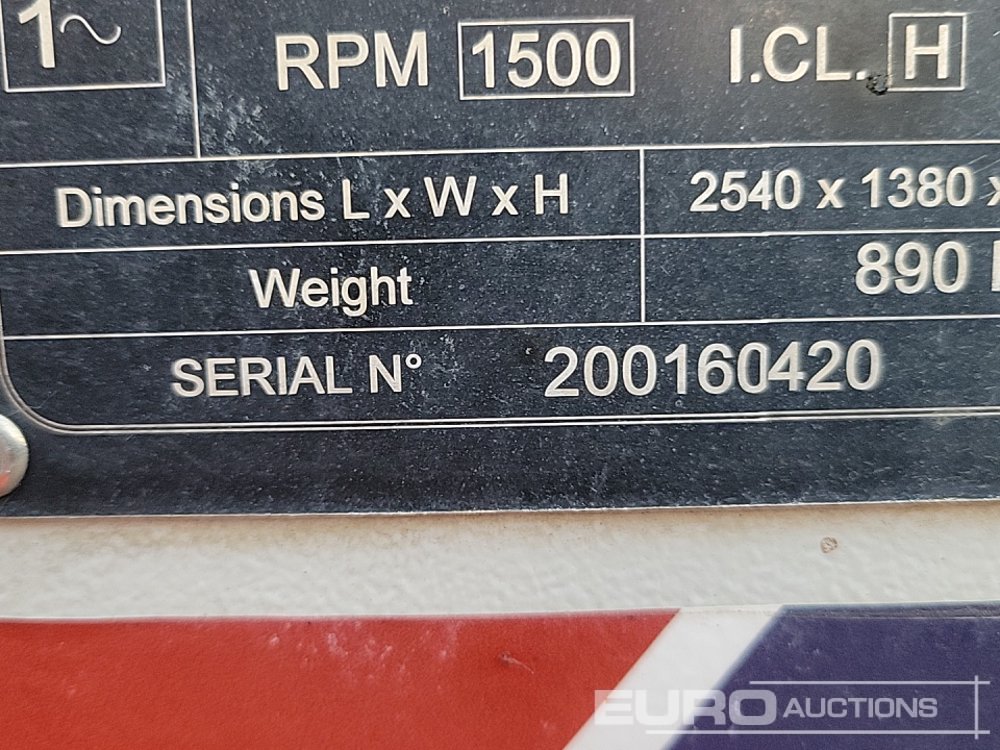 1~
RPM 1500 I.CL. H
Dimensions L x W x H 2540 x 1380 x
Weight 890
SERIAL N° 200160420
EURO AUCTIONS